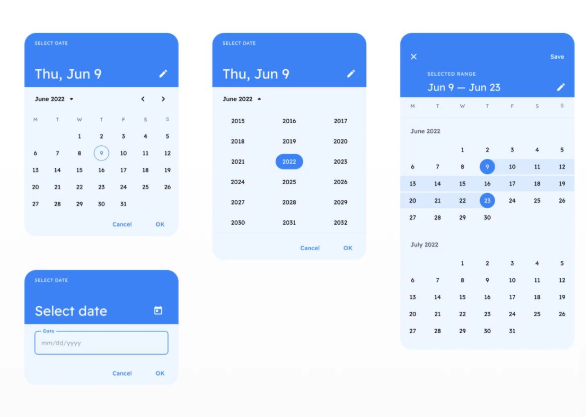 SELECT DATE
Thu, Jun 9
June 2022
M T W T F S S
1 2 3 4 5
6 7 8 9 10 11 12
13 14 15 16 17 18 19
20 21 22 23 24 25 26
27 28 29 30 31
Cancel OK
SELECT DATE
Thu, Jun 9
June 2022
2015 2016 2017
2018 2019 2020
2021 2022 2023
2024 2025 2026
2027 2028 2029
2030 2031 2032
Cancel OK
Save
SELECTED RANGE
Jun 9 — Jun 23
M T W T F S S
June 2022
1 2 3 4 5
6 7 8 9 10 11 12
13 14 15 16 17 18 19
20 21 22 23 24 25 26
27 28 29 30
July 2022
1 2 3 4 5
6 7 8 9 10 11 12
13 14 15 16 17 18 19
20 21 22 23 24 25 26
27 28 29 30 31
SELECT DATE
Select date
Date
mm/dd/yyyy
Cancel OK